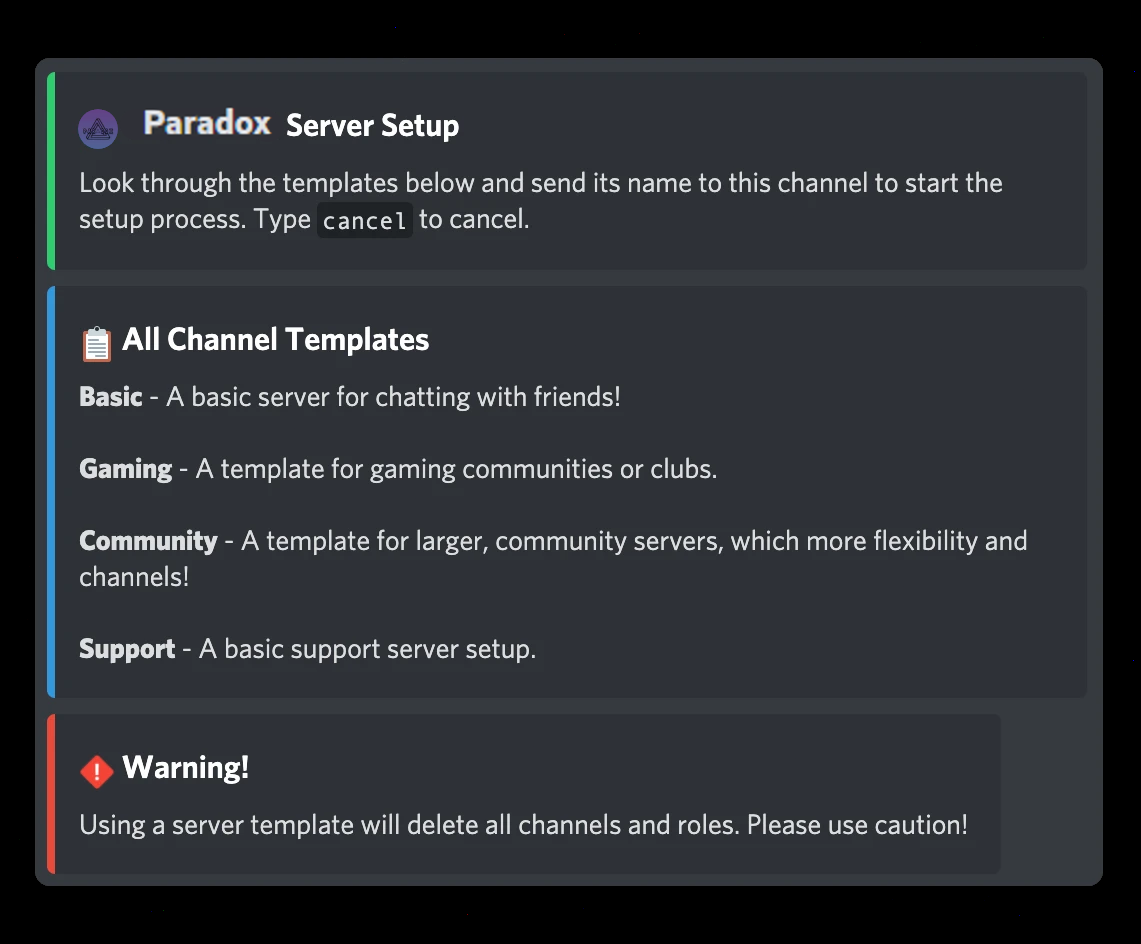 Paradox Server Setup
Look through the templates below and send its name to this channel to start the
setup process. Type cancel to cancel.
All Channel Templates
Basic - A basic server for chatting with friends!
Gaming - A template for gaming communities or clubs.
Community - A template for larger, community servers, which more flexibility and
channels!
Support - A basic support server setup.
Warning!
Using a server template will delete all channels and roles. Please use caution!